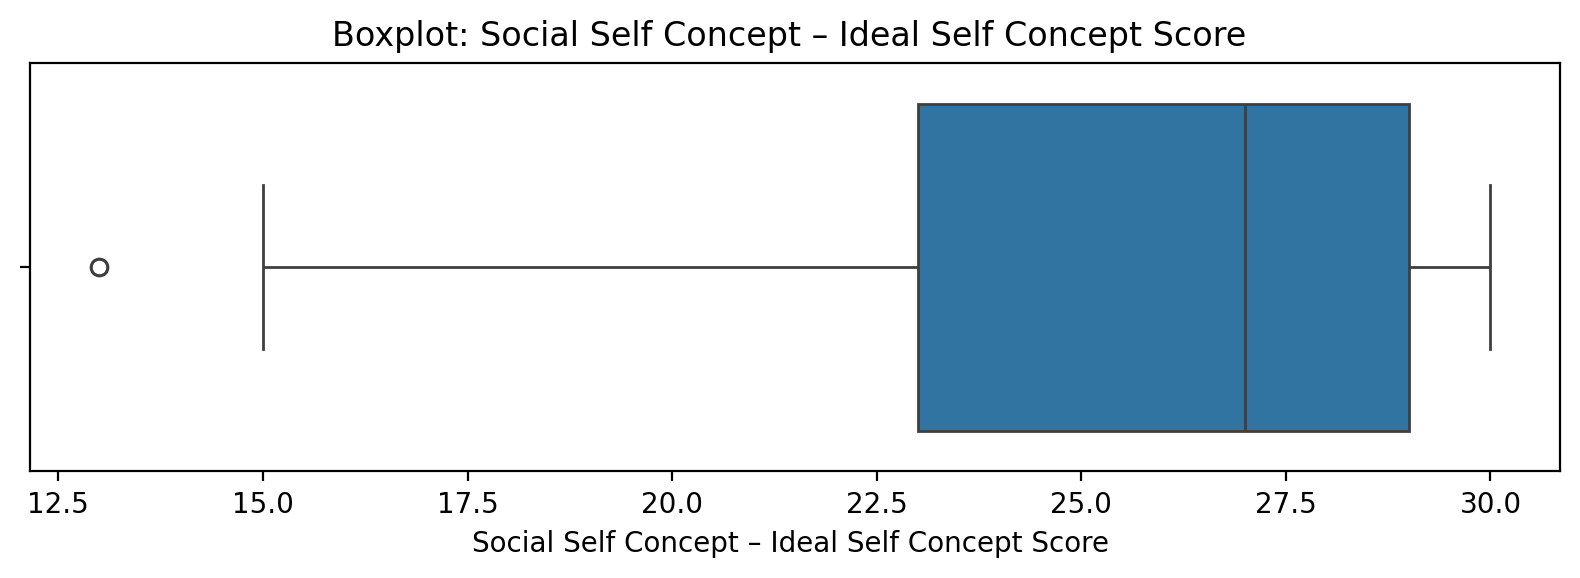 Boxplot: Social Self Concept – Ideal Self Concept Score
12.5 15.0 17.5 20.0 22.5 25.0 27.5 30.0
Social Self Concept – Ideal Self Concept Score